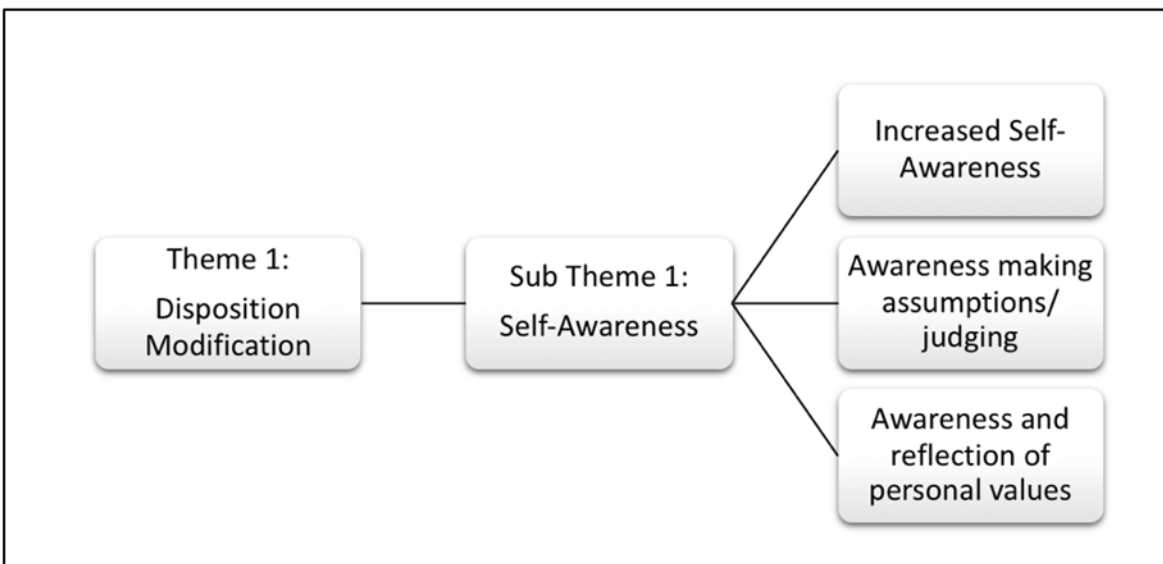 Theme 1:
Disposition
Modification
Sub Theme 1:
Self-Awareness
Increased Self-
Awareness
Awareness making
assumptions/
judging
Awareness and
reflection of
personal values